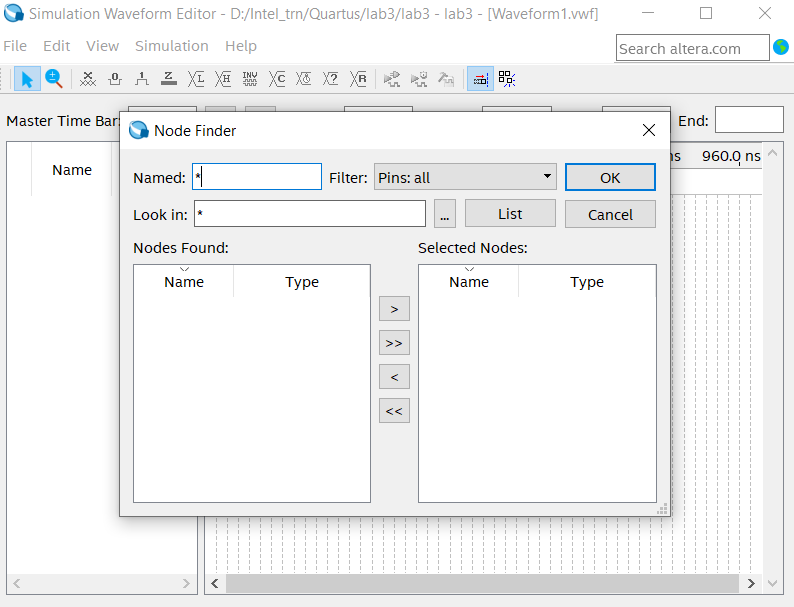 Simulation Waveform Editor - D:/Intel_trn/Quartus/lab3/lab3 - lab3 - [Waveform1.vwf]
File Edit View Simulation Help
Search altera.com
Master Time Bar: End:
Name
ns 960.0 ns
Node Finder
Named: * Filter: Pins: all OK
Look in: * ... List Cancel
Nodes Found: Selected Nodes:
Name Type Name Type
>
>>
<
<<